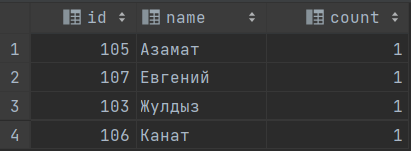 id name count
1 105 Азамат 1
2 107 Евгений 1
3 103 Жулдыз 1
4 106 Канат 1